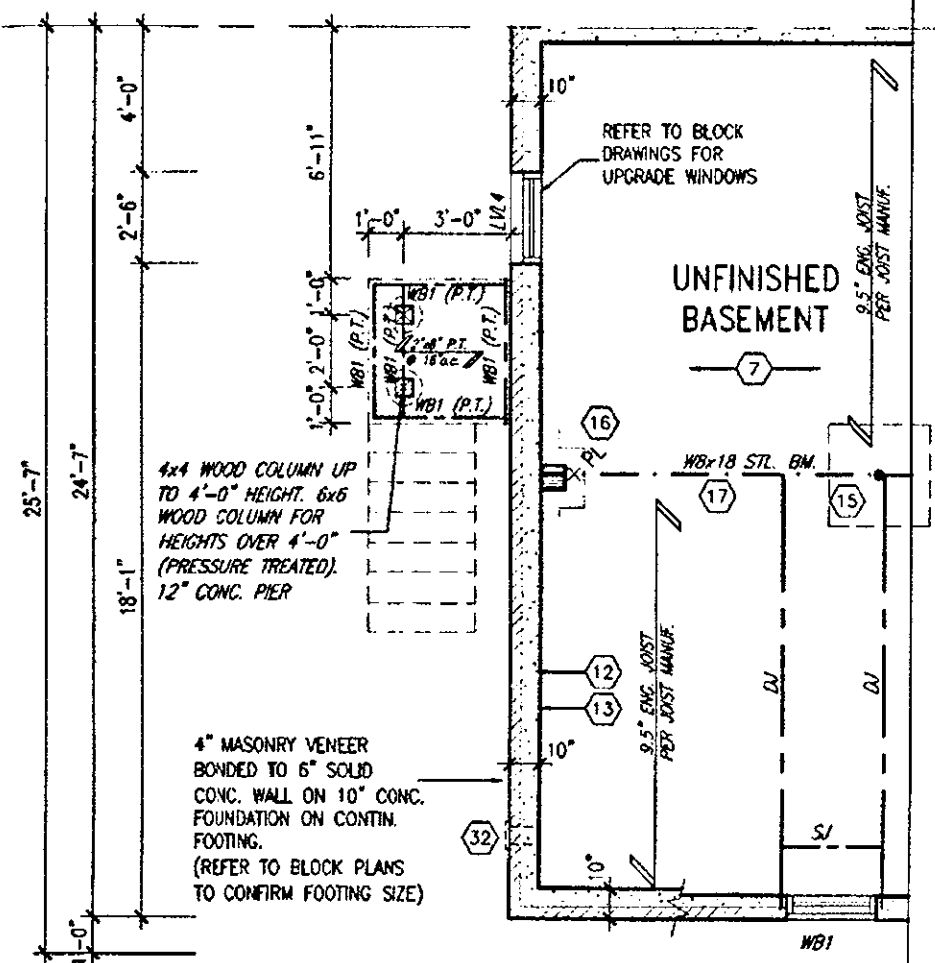 4'-0"
2'-6"
18'-1"
24'-7"
25'-7"
6'-11"
1'-0"
3'-0"
LVL4
10"
REFER TO BLOCK
DRAWINGS FOR
UPGRADE WINDOWS
9.5" ENG. JOIST
PER JOIST MANUF.
UNFINISHED
BASEMENT
7
1'-0"
2'-0"
1'-0"
WB1 (P.T.)
WB1 (P.T.)
WB1 (P.T.)
WB1 (P.T.)
WB1 (P.T.)
2"x8" P.T.
@ 16"o.c.
16
PL
W8x18 STL. BM.
17
15
4x4 WOOD COLUMN UP
TO 4'-0" HEIGHT. 6x6
WOOD COLUMN FOR
HEIGHTS OVER 4'-0"
(PRESSURE TREATED).
12" CONC. PIER
12
13
9.5" ENG. JOIST
PER JOIST MANUF.
DJ
DJ
4" MASONRY VENEER
BONDED TO 6" SOLID
CONC. WALL ON 10" CONC.
FOUNDATION ON CONTIN.
FOOTING.
(REFER TO BLOCK PLANS
TO CONFIRM FOOTING SIZE)
10"
32
SJ
10"
WB1